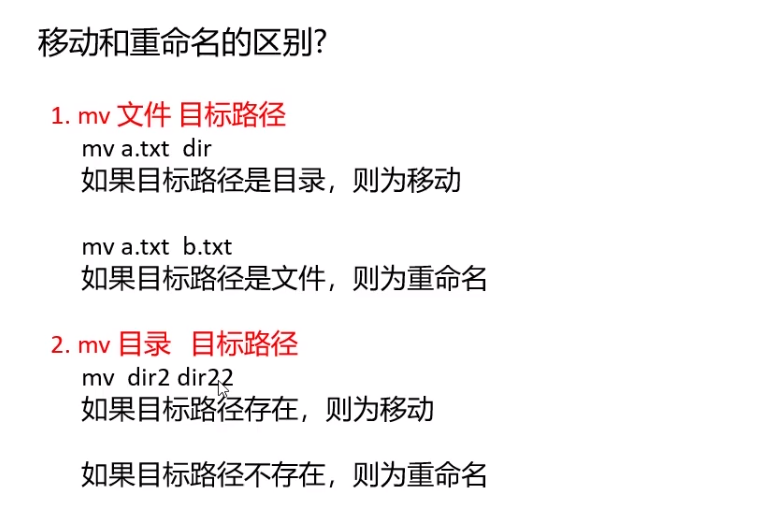 移动和重命名的区别?
1. mv 文件 目标路径
mv a.txt dir
如果目标路径是目录，则为移动
mv a.txt b.txt
如果目标路径是文件，则为重命名
2. mv 目录 目标路径
mv dir2 dir22
如果目标路径存在，则为移动
如果目标路径不存在，则为重命名